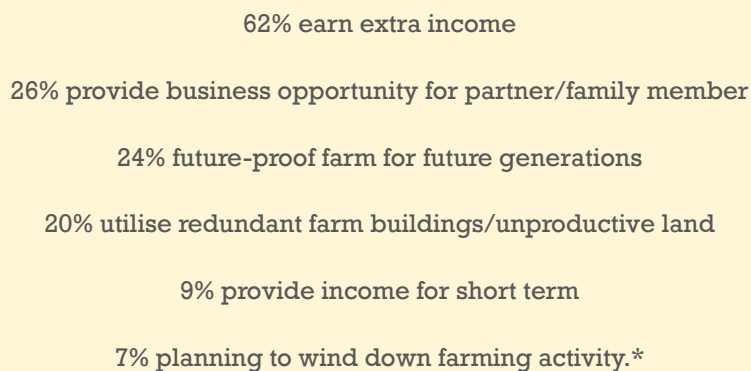 62% earn extra income
26% provide business opportunity for partner/family member
24% future-proof farm for future generations
20% utilise redundant farm buildings/unproductive land
9% provide income for short term
7% planning to wind down farming activity.*